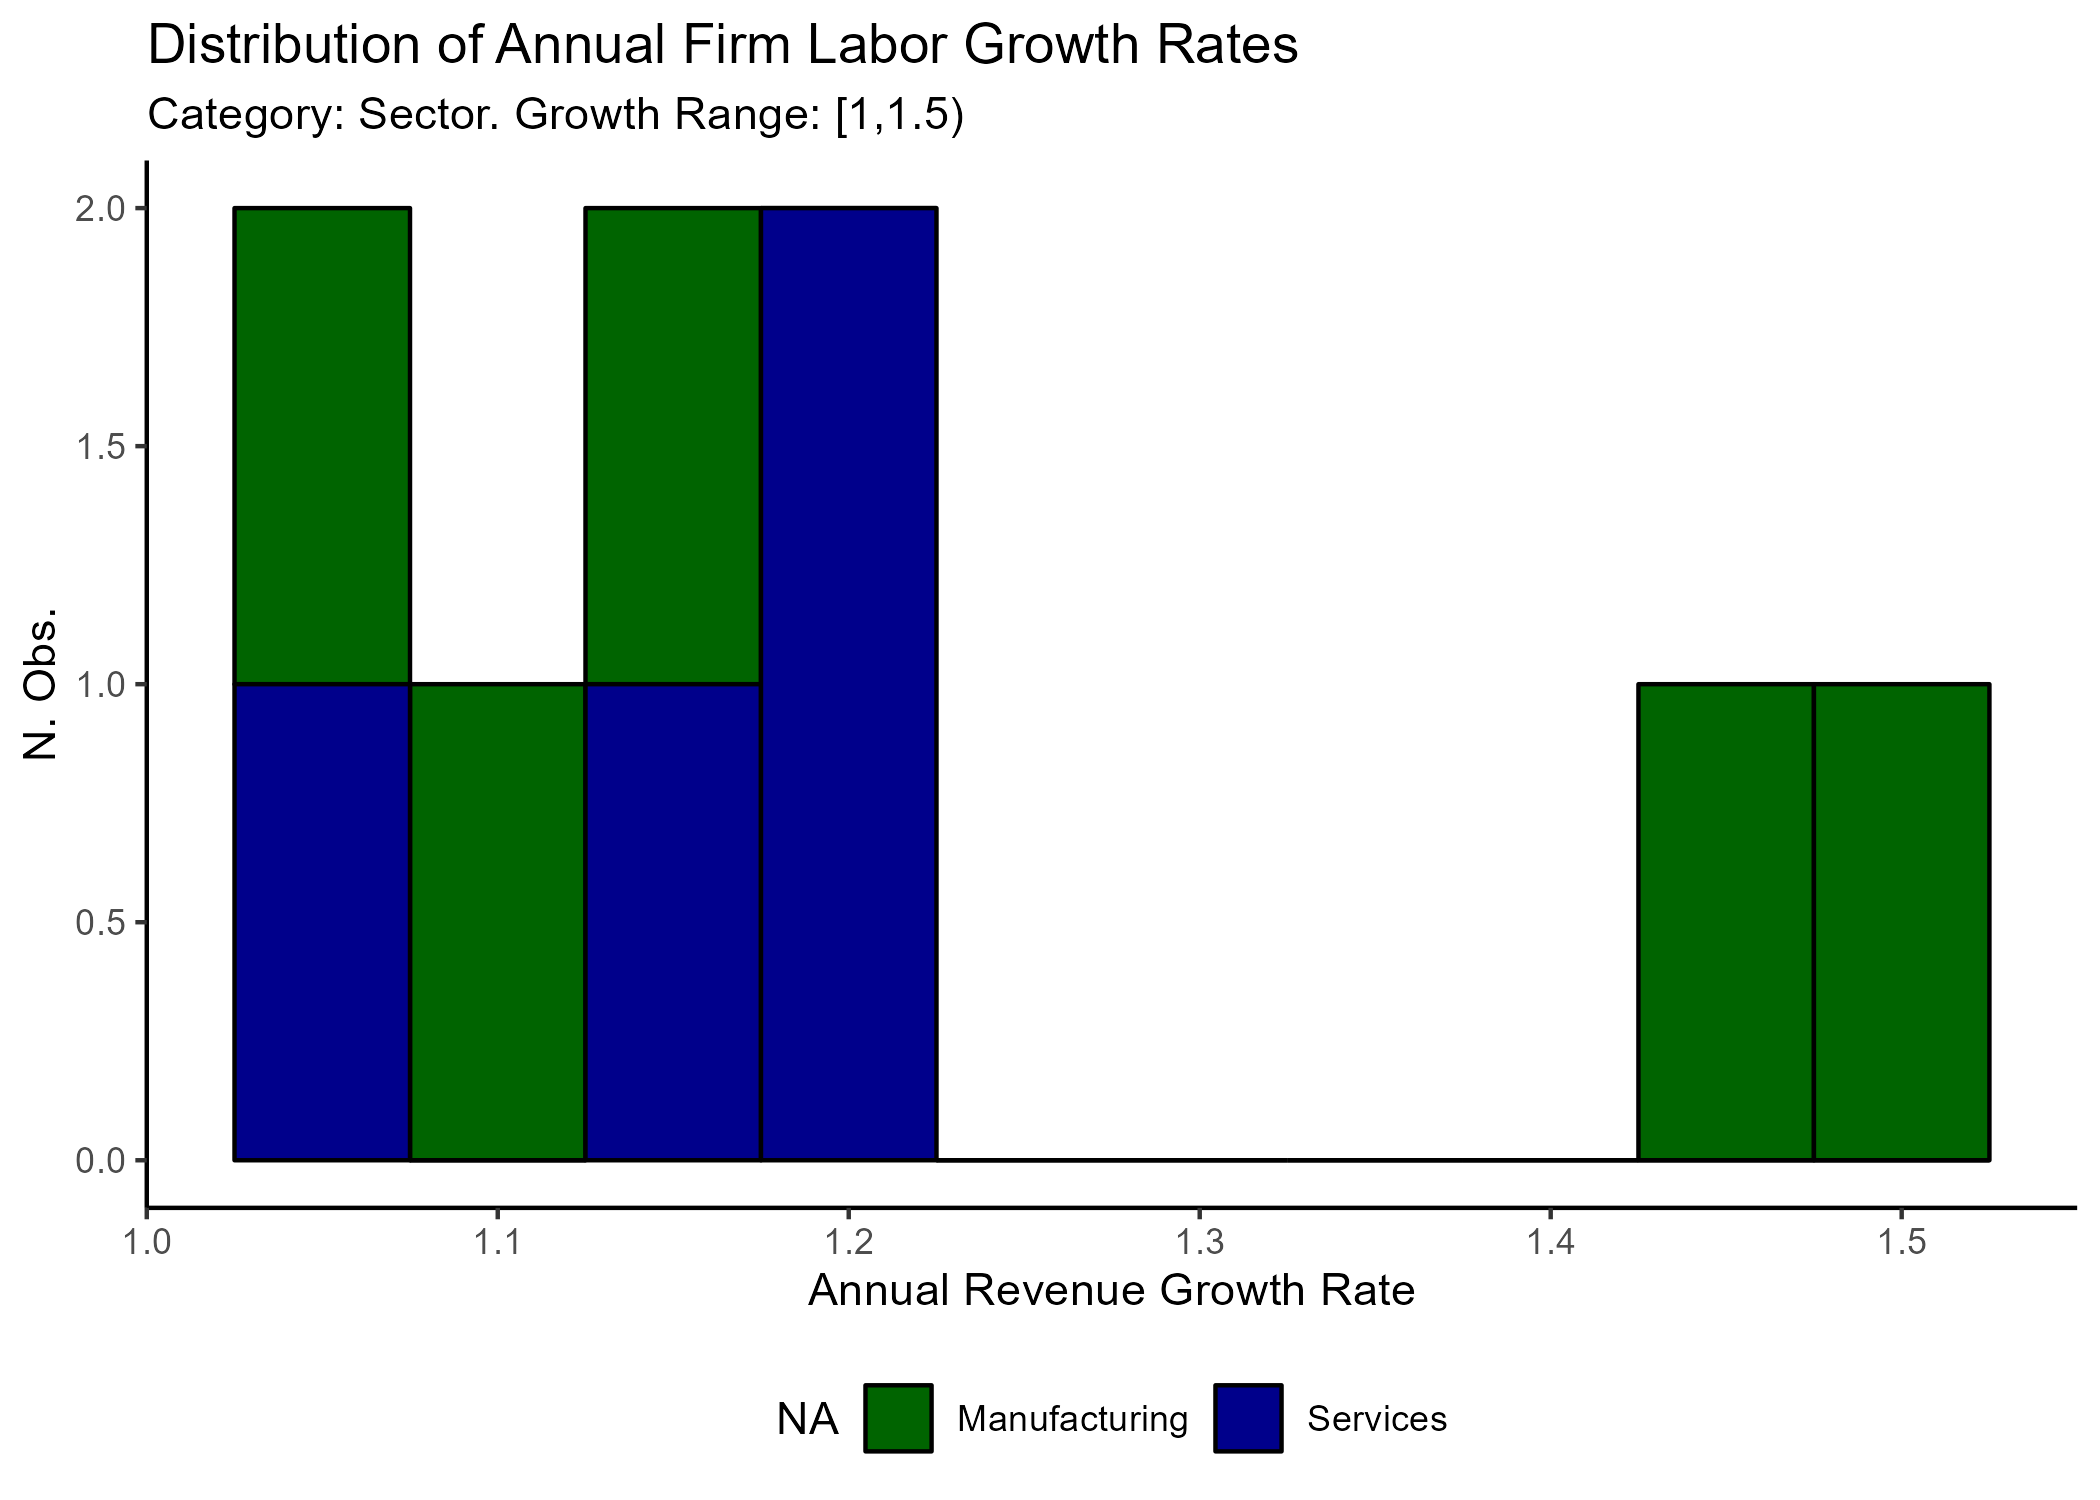 Distribution of Annual Firm Labor Growth Rates
Category: Sector. Growth Range: [1,1.5)
N. Obs.
2.0
1.5
1.0
0.5
0.0
1.0 1.1 1.2 1.3 1.4 1.5
Annual Revenue Growth Rate
NA Manufacturing Services